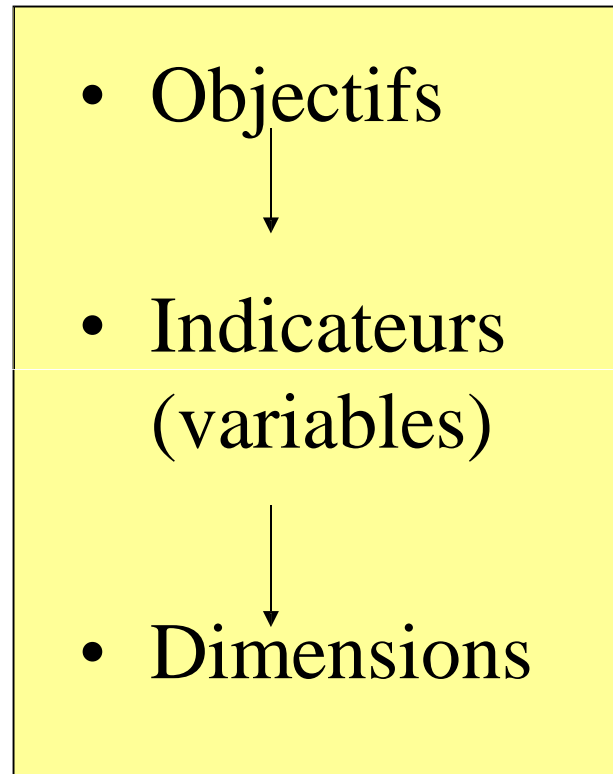 • Objectifs
• Indicateurs
(variables)
• Dimensions